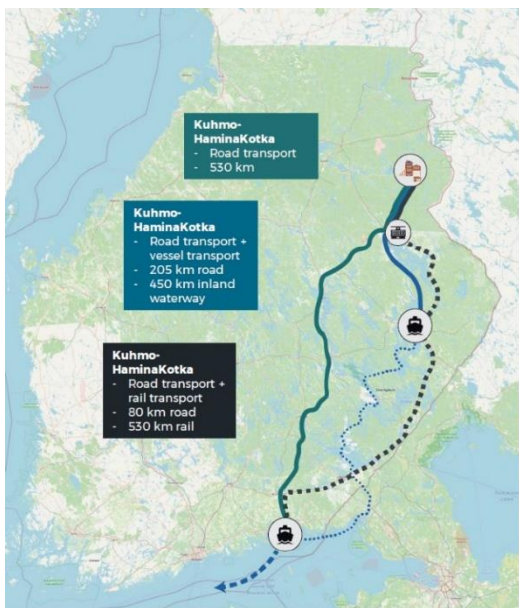 Kuhmo-
HaminaKotka
- Road transport
- 530 km
Kuhmo-
HaminaKotka
- Road transport +
vessel transport
- 205 km road
- 450 km inland
waterway
Kuhmo-
HaminaKotka
- Road transport +
rail transport
- 80 km road
- 530 km rail